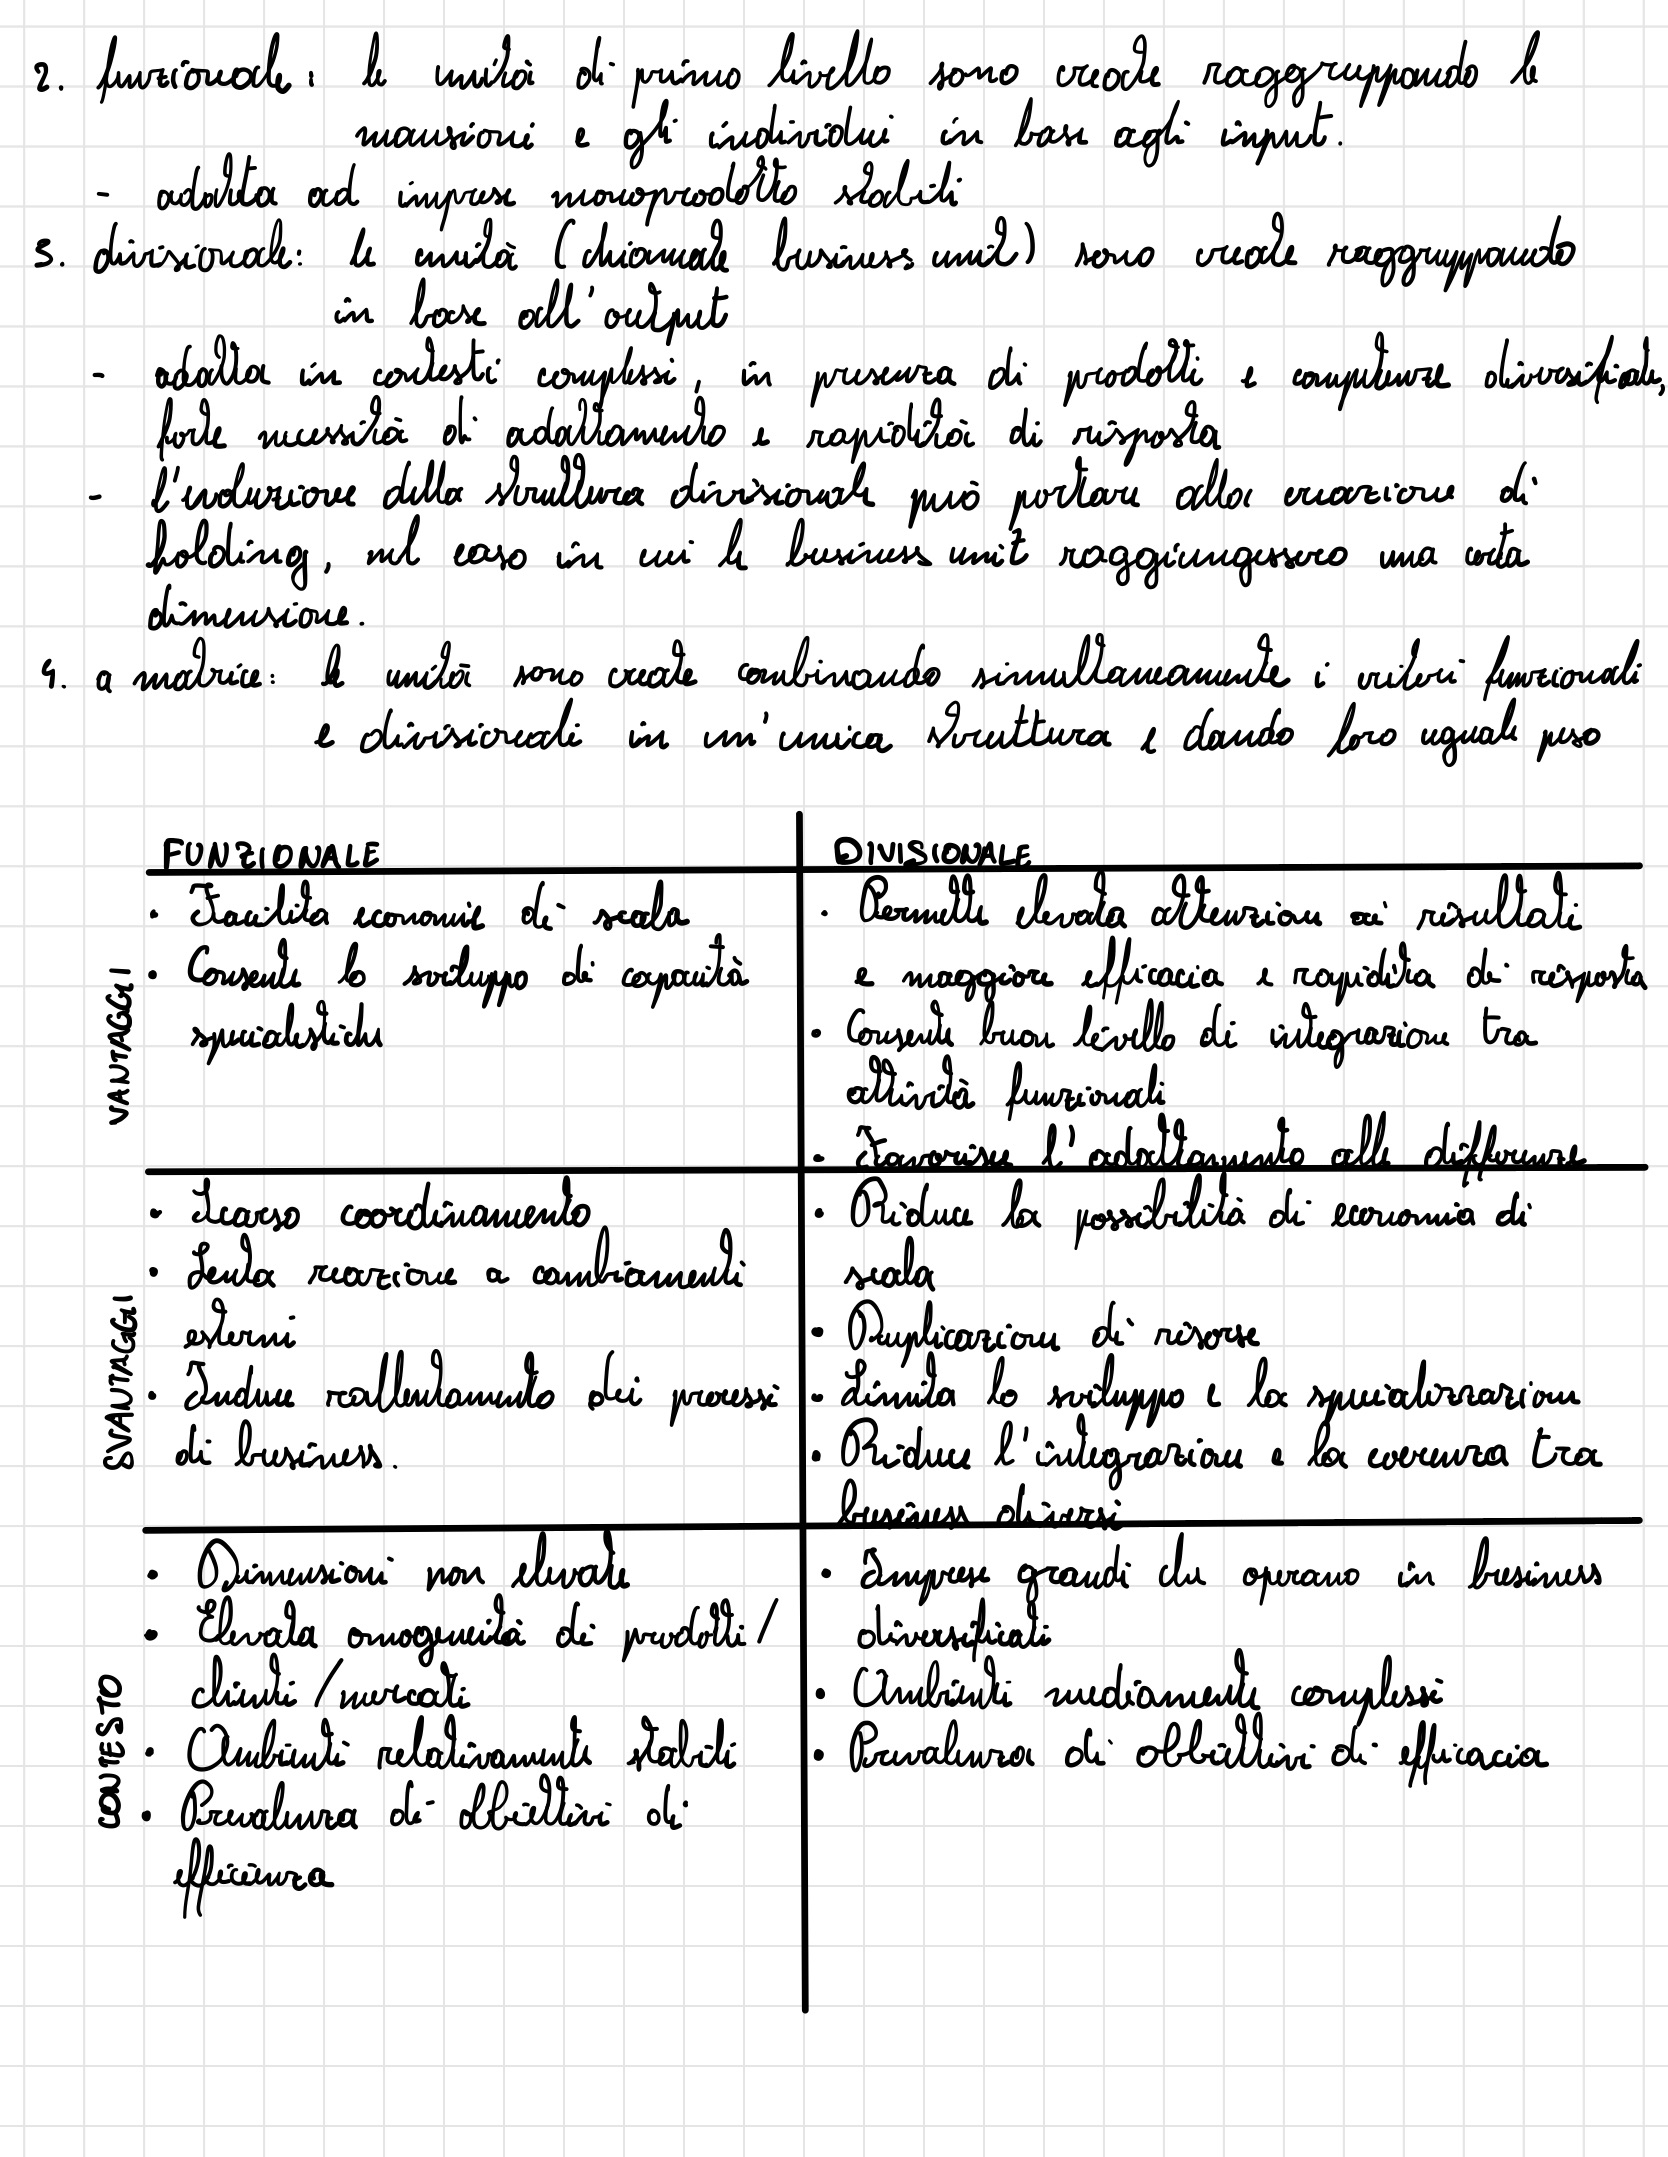 2. funzionale: le unità di primo livello sono create raggruppando le
mansioni e gli individui in base agli input.
- adatta ad imprese monoprodotto stabili
3. divisionale: le unità (chiamate business unit) sono create raggruppando
in base all'output
- adatta in contesti complessi, in presenza di prodotti e competenze diversificate,
forte necessità di adattamento e rapidità di risposta
- l'evoluzione della struttura divisionale può portare alla creazione di
holding, nel caso in cui le business unit raggiungessero una certa
dimensione.
4. a matrice: le unità sono create combinando simultaneamente i criteri funzionali
e divisionali in un'unica struttura e dando loro uguale peso
FUNZIONALE
DIVISIONALE
VANTAGGI
• Facilita economie di scala
• Consente lo sviluppo di capacità
specialistiche
• Permette elevata attenzione ai risultati
e maggiore efficacia e rapidità di risposta
• Consente buon livello di integrazione tra
attività funzionali
• Favorisce l'adattamento alle differenze
SVANTAGGI
• Scarso coordinamento
• Lenta reazione a cambiamenti
esterni
• Induce rallentamento dei processi
di business.
• Riduce la possibilità di economia di
scala
• Duplicazione di risorse
• Limita lo sviluppo e la specializzazione
• Riduce l'integrazione e la coerenza tra
business diversi
CONTESTO
• Dimensioni non elevate
• Elevata omogeneità di prodotti/
clienti/mercati
• Ambienti relativamente stabili
• Prevalenza di obbiettivi di
efficienza
• Imprese grandi che operano in business
diversificati
• Ambienti mediamente complessi
• Prevalenza di obbiettivi di efficacia